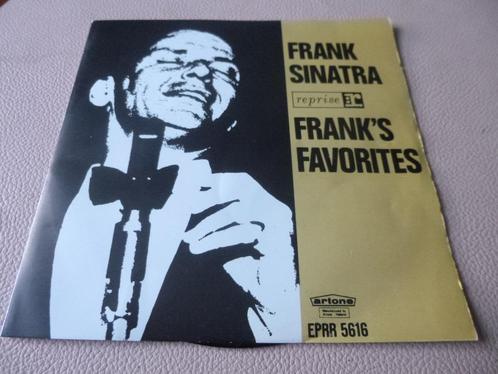 FRANK
SINATRA
reprise
FRANK'S
FAVORITES
artone
EPRR 5616